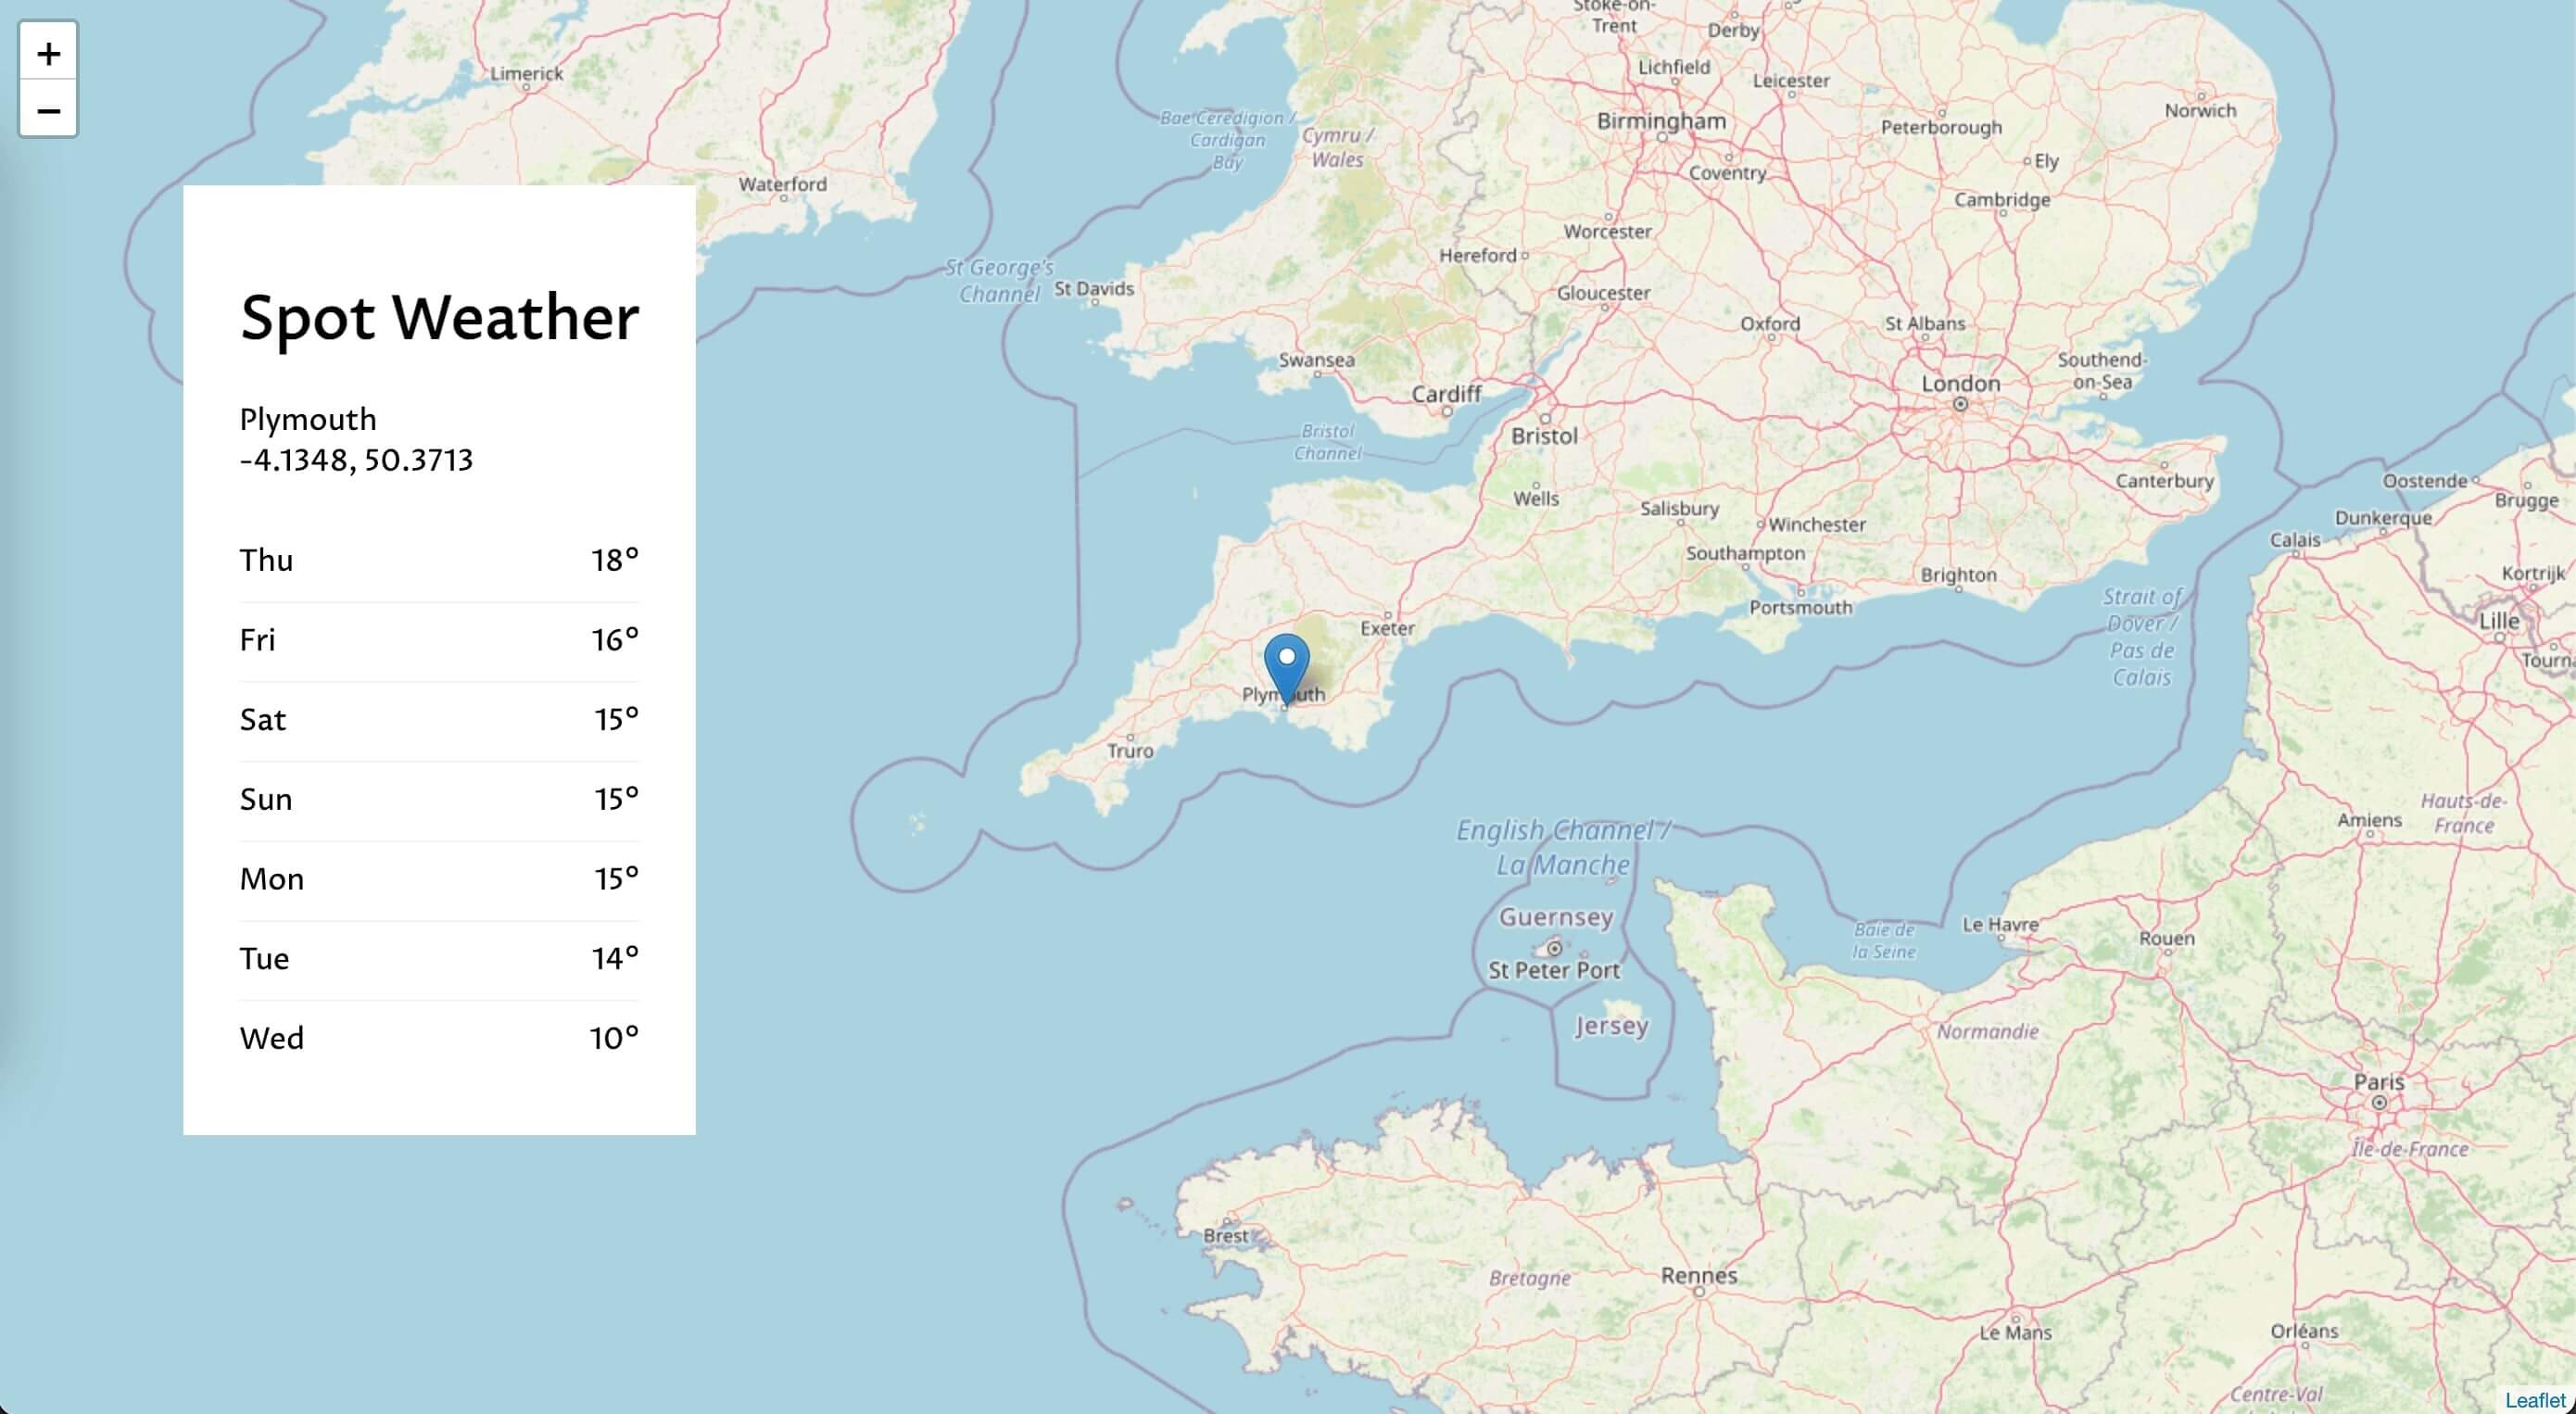 +
−
Spot Weather
Plymouth
-4.1348, 50.3713
Thu 18°
Fri 16°
Sat 15°
Sun 15°
Mon 15°
Tue 14°
Wed 10°
Limerick
Waterford
St George's
Channel
St Davids
Bae Ceredigion /
Cardigan
Bay
Cymru /
Wales
Stoke-on-
Trent
Derby
Lichfield
Leicester
Birmingham
Coventry
Peterborough
Norwich
Ely
Cambridge
Worcester
Hereford
Gloucester
Oxford
St Albans
Swansea
Cardiff
London
Southend-
on-Sea
Bristol
Channel
Bristol
Wells
Salisbury
Winchester
Canterbury
Southampton
Portsmouth
Brighton
Exeter
Plymouth
Truro
Strait of
Dover /
Pas de
Calais
Oostende
Brugge
Dunkerque
Calais
Kortrijk
Lille
English Channel /
La Manche
Guernsey
St Peter Port
Jersey
Baie de
la Seine
Le Havre
Rouen
Amiens
Hauts-de-
France
Normandie
Paris
Île-de-France
Brest
Bretagne
Rennes
Le Mans
Orléans
Centre-Val
Leaflet